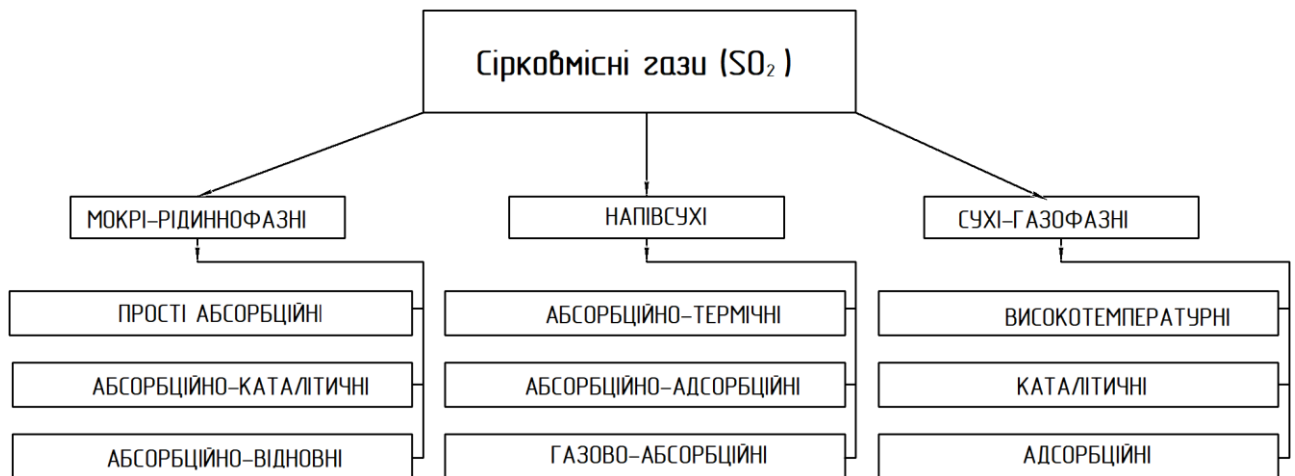 Сірковмісні гази (SO₂ )
МОКРІ–РІДИННОФАЗНІ
НАПІВСУХІ
СУХІ–ГАЗОФАЗНІ
ПРОСТІ АБСОРБЦІЙНІ
АБСОРБЦІЙНО–ТЕРМІЧНІ
ВИСОКОТЕМПЕРАТУРНІ
АБСОРБЦІЙНО–КАТАЛІТИЧНІ
АБСОРБЦІЙНО–АДСОРБЦІЙНІ
КАТАЛІТИЧНІ
АБСОРБЦІЙНО–ВІДНОВНІ
ГАЗОВО–АБСОРБЦІЙНІ
АДСОРБЦІЙНІ